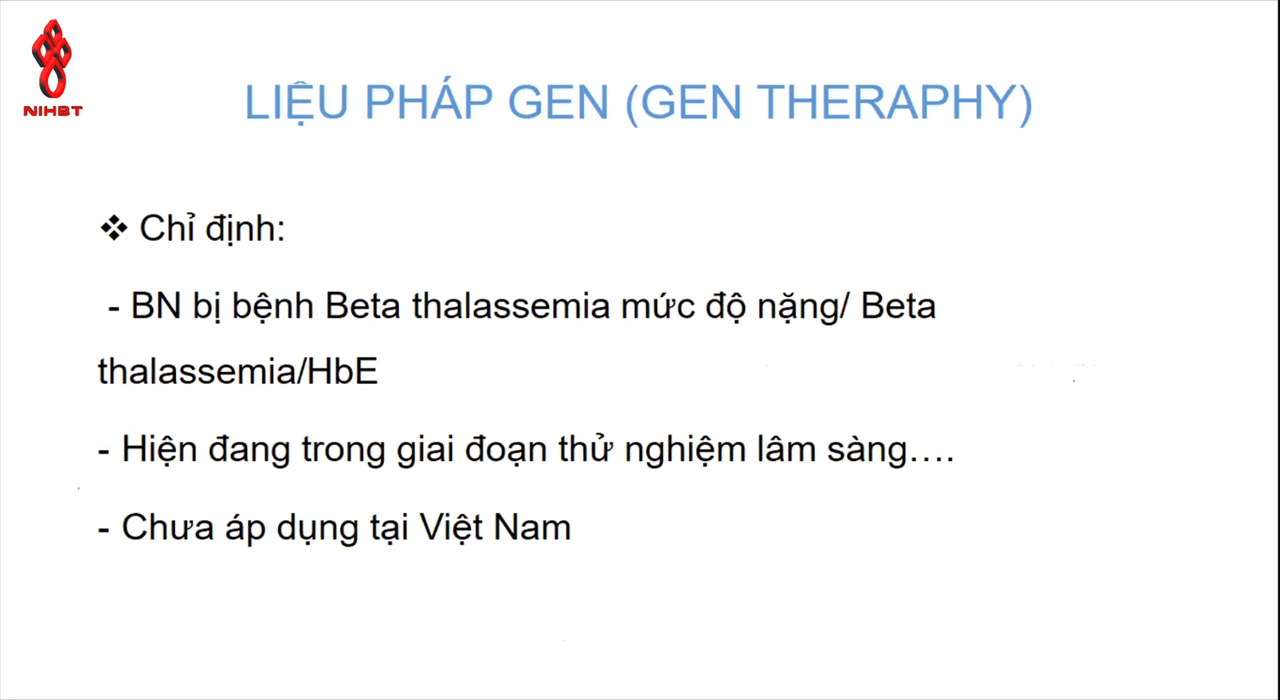 NIHBT
LIỆU PHÁP GEN (GEN THERAPHY)
❖ Chỉ định:
- BN bị bệnh Beta thalassemia mức độ nặng/ Beta
thalassemia/HbE
- Hiện đang trong giai đoạn thử nghiệm lâm sàng....
- Chưa áp dụng tại Việt Nam